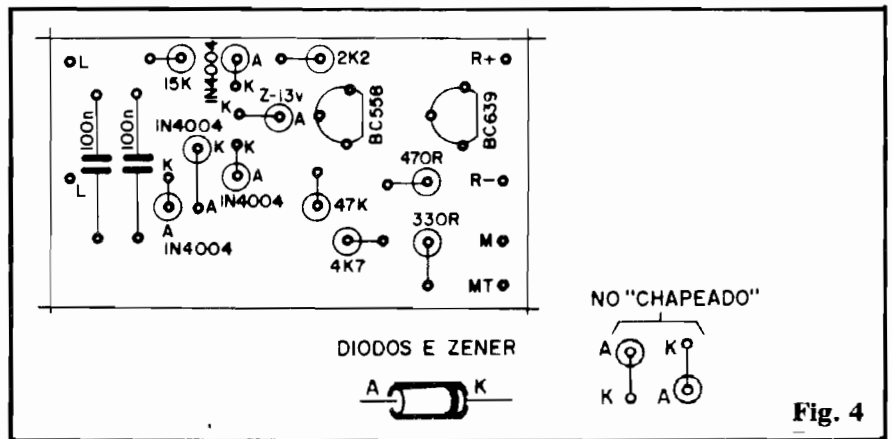 L
15K
1N4004
A
K
2K2
R+
100n
100n
Z-13v
K
A
BC558
BC639
1N4004
K
K
A
1N4004
K
A
1N4004
A
L
47K
470R
R-
330R
4K7
M
MT
DIODOS E ZENER
A
K
NO "CHAPEADO"
A
K
K
A
Fig. 4